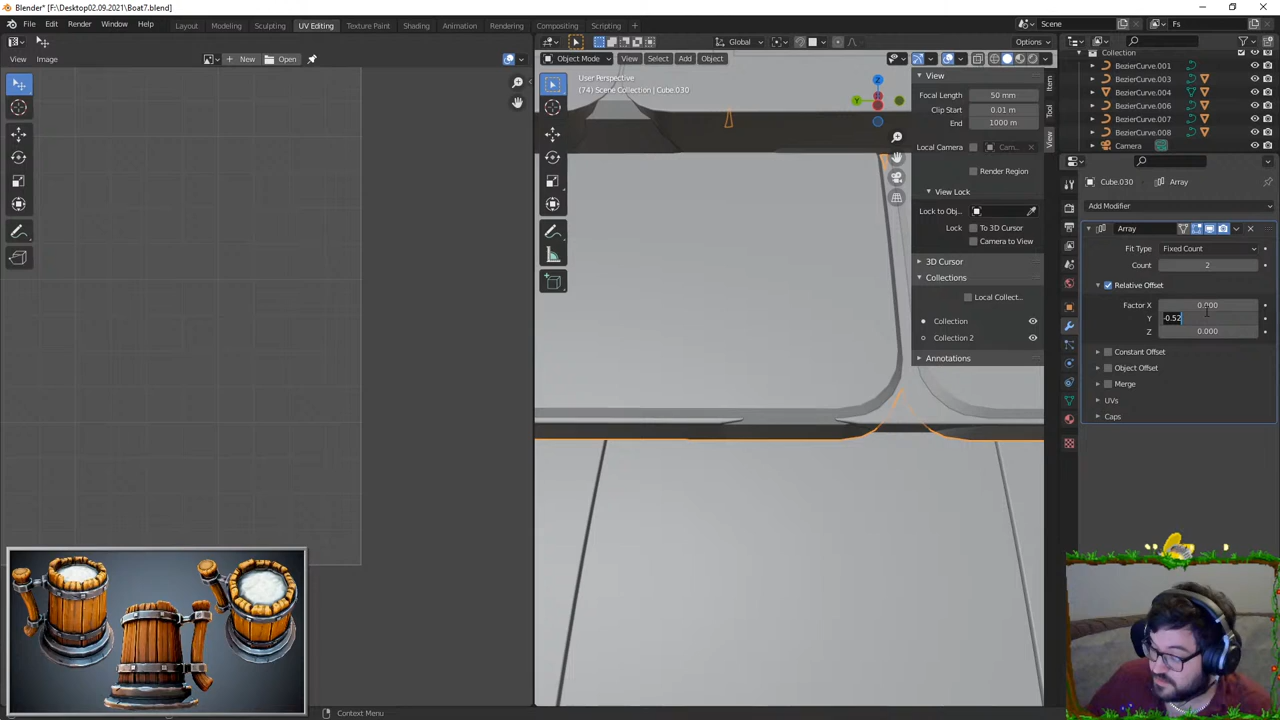 Blender* [F:\Desktop02.09.2021\Boat7.blend]
File Edit Render Window Help Layout Modeling Sculpting UV Editing Texture Paint Shading Animation Rendering Compositing Scripting Scene Fs
Global Options
View Image New Open Object Mode View Select Add Object
Collection
User Perspective
(74) Scene Collection | Cube.030
Z
Y
View
Focal Length 50 mm
Clip Start 0.01 m
End 1000 m
Local Camera Cam...
Render Region
View Lock
Lock to Obj...
Lock To 3D Cursor
Camera to View
3D Cursor
Collections
Local Collect...
Collection
Collection 2
Annotations
Item
Tool
View
BezierCurve.001
BezierCurve.003
BezierCurve.004
BezierCurve.006
BezierCurve.007
BezierCurve.008
Camera
Cube.030 Array
Add Modifier
Array
Fit Type Fixed Count
Count 2
Relative Offset
Factor X 0.000
Y -0.52
Z 0.000
Constant Offset
Object Offset
Merge
UVs
Caps
Context Menu